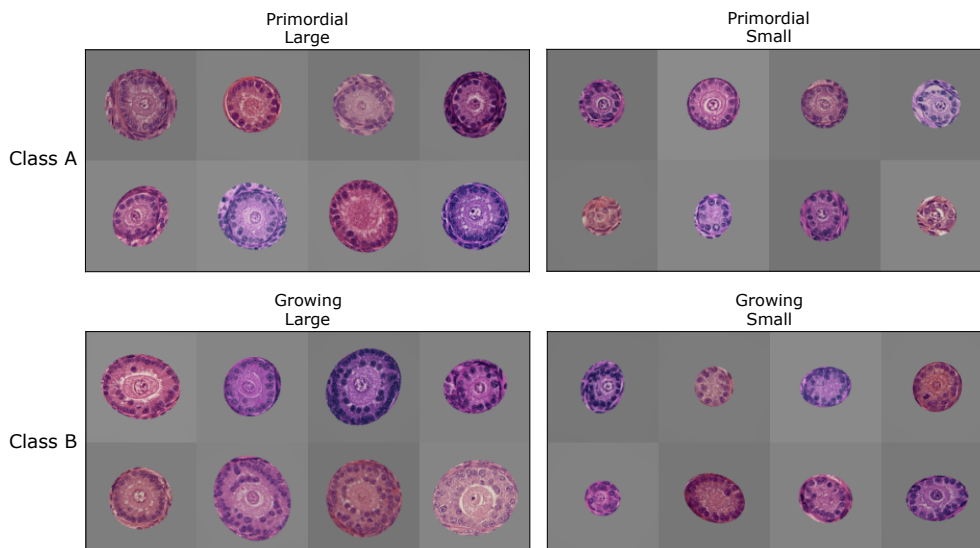 Primordial
Large
Primordial
Small
Class A
Growing
Large
Growing
Small
Class B